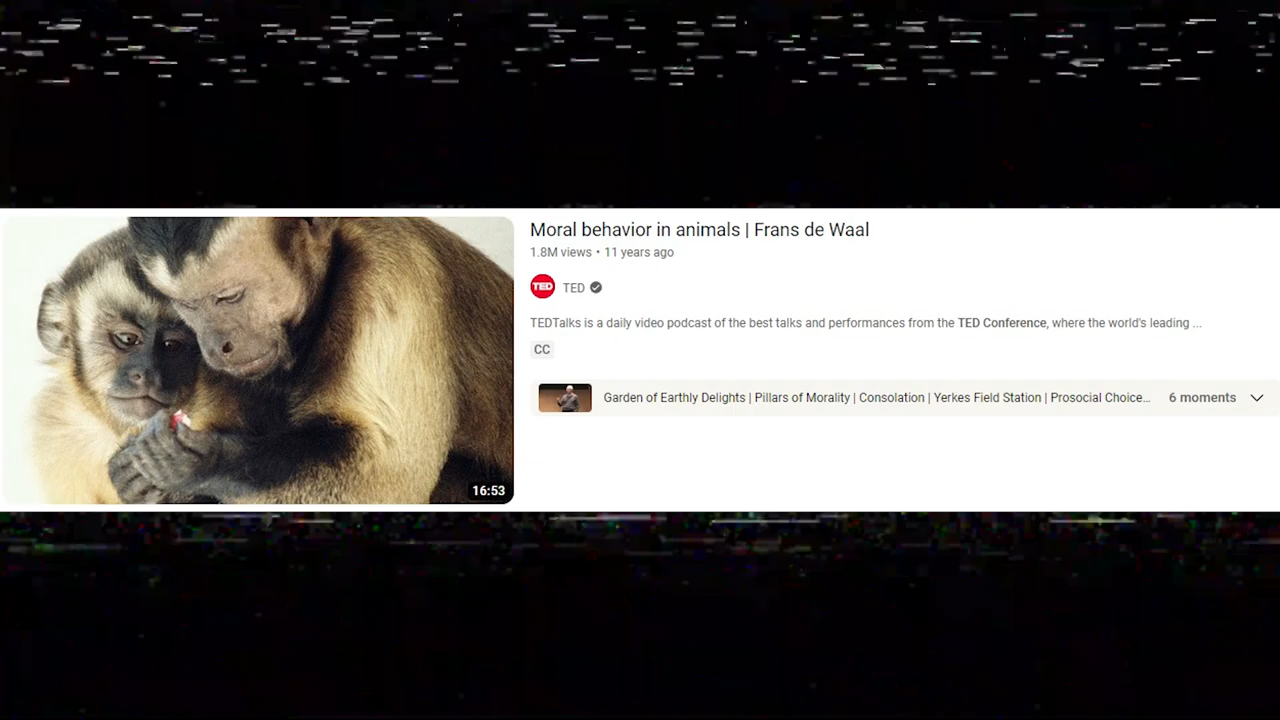 Moral behavior in animals | Frans de Waal
1.8M views • 11 years ago
TED TED
TEDTalks is a daily video podcast of the best talks and performances from the TED Conference, where the world's leading ...
CC
Garden of Earthly Delights | Pillars of Morality | Consolation | Yerkes Field Station | Prosocial Choice... 6 moments
16:53